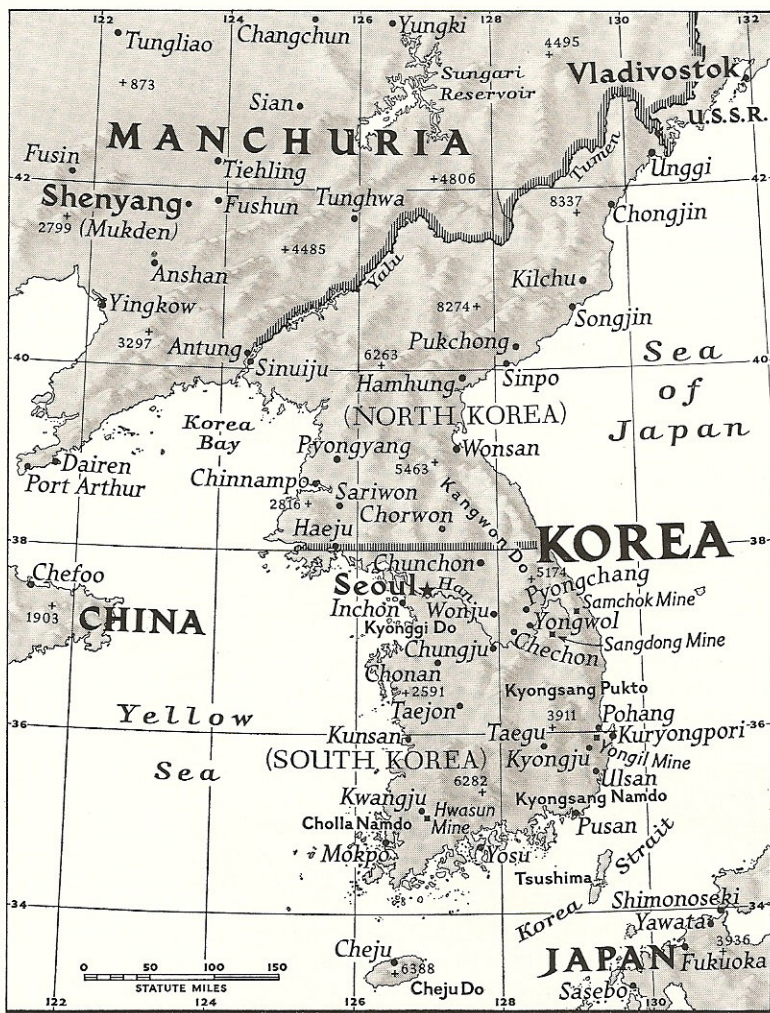 122
124
126
128
130
132
Tungliao
Changchun
Yungki
4495
873
Sungari
Reservoir
Vladivostok
Sian
U.S.S.R.
MANCHURIA
Fusin
Tiehling
Tumen
Unggi
42
42
4806
Shenyang
Fushun
Tunghwa
8337
Chongjin
2799
(Mukden)
4485
Anshan
Yalu
Kilchu
Yingkow
8274
Songjin
3297
Antung
Pukchong
40
40
Sinuiju
6263
Sinpo
Sea
of
Japan
Hamhung
(NORTH KOREA)
Korea
Bay
Pyongyang
Wonsan
Dairen
5463
Port Arthur
Chinnampo
Sariwon
Kangwon Do
2816
Chorwon
Haeju
38
38
KOREA
Chefoo
Chunchon
5174
Seoul
Han
Pyongchang
1903
CHINA
Inchon
Wonju
Samchok Mine
Kyonggi Do
Yongwol
Chungju
Chechon
Sangdong Mine
Chonan
2591
Kyongsang Pukto
Yellow
Sea
Taejon
3911
Pohang
36
36
Kunsan
Taegu
Kuryongpori
(SOUTH KOREA)
Kyongju
Yongil Mine
6282
Ulsan
Kwangju
Hwasun
Mine
Kyongsang Namdo
Cholla Namdo
Pusan
Mokpo
Yosu
Korea Strait
Tsushima
34
34
Shimonoseki
Yawata
Cheju
3936
6388
JAPAN
Fukuoka
Cheju Do
Sasebo
0
50
100
150
STATUTE MILES
122
124
126
128
130